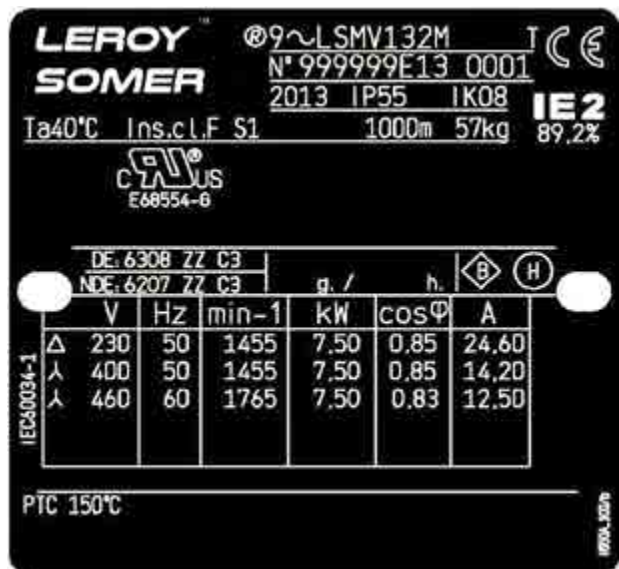 LEROY ™
SOMER
®9~LSMV132M T CE
N° 999999E13 0001
2013 IP55 IK08
IE2
89,2%
Ta40°C Ins.cl.F S1 1000m 57kg
C RU® US
E68554-G
DE: 6308 ZZ C3
NDE: 6207 ZZ C3 g. / h. B H
V Hz min-1 kW cosφ A
Δ 230 50 1455 7,50 0,85 24,60
⅄ 400 50 1455 7,50 0,85 14,20
⅄ 460 60 1765 7,50 0,83 12,50
IEC60034-1
PTC 150°C